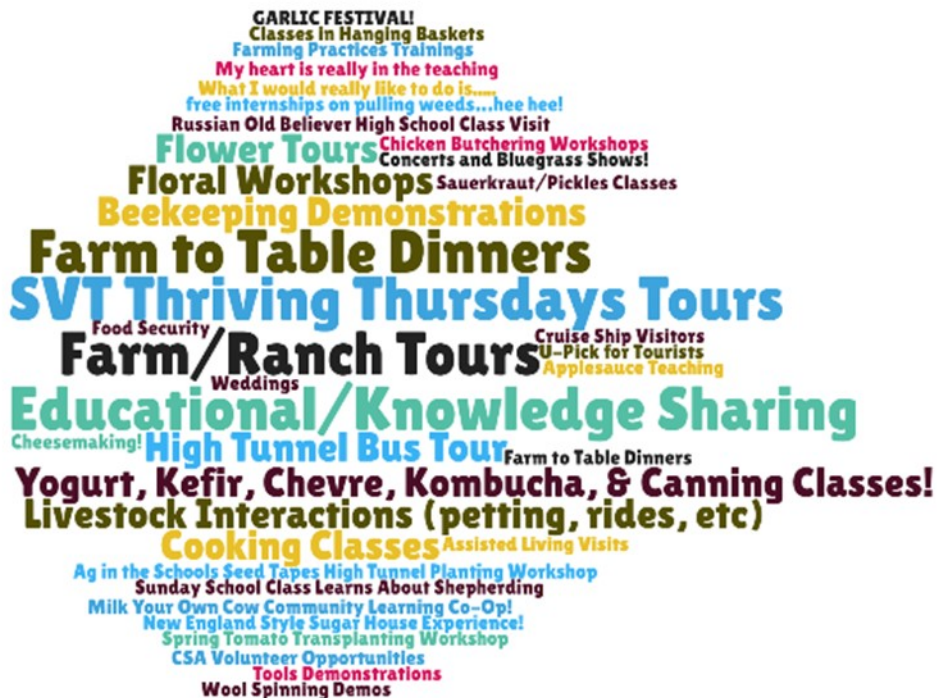 GARLIC FESTIVAL!
Classes in Hanging Baskets
Farming Practices Trainings
My heart is really in the teaching
What I would really like to do is.....
free internships on pulling weeds...hee hee!
Russian Old Believer High School Class Visit
Flower Tours
Chicken Butchering Workshops
Concerts and Bluegrass Shows!
Floral Workshops
Sauerkraut/Pickles Classes
Beekeeping Demonstrations
Farm to Table Dinners
SVT Thriving Thursdays Tours
Food Security
Farm/Ranch Tours
Cruise Ship Visitors
U-Pick for Tourists
Applesauce Teaching
Weddings
Educational/Knowledge Sharing
Cheesemaking!
High Tunnel Bus Tour
Farm to Table Dinners
Yogurt, Kefir, Chevre, Kombucha, & Canning Classes!
Livestock Interactions (petting, rides, etc)
Cooking Classes
Assisted Living Visits
Ag in the Schools Seed Tapes High Tunnel Planting Workshop
Sunday School Class Learns About Shepherding
Milk Your Own Cow Community Learning Co-Op!
New England Style Sugar House Experience!
Spring Tomato Transplanting Workshop
CSA Volunteer Opportunities
Tools Demonstrations
Wool Spinning Demos